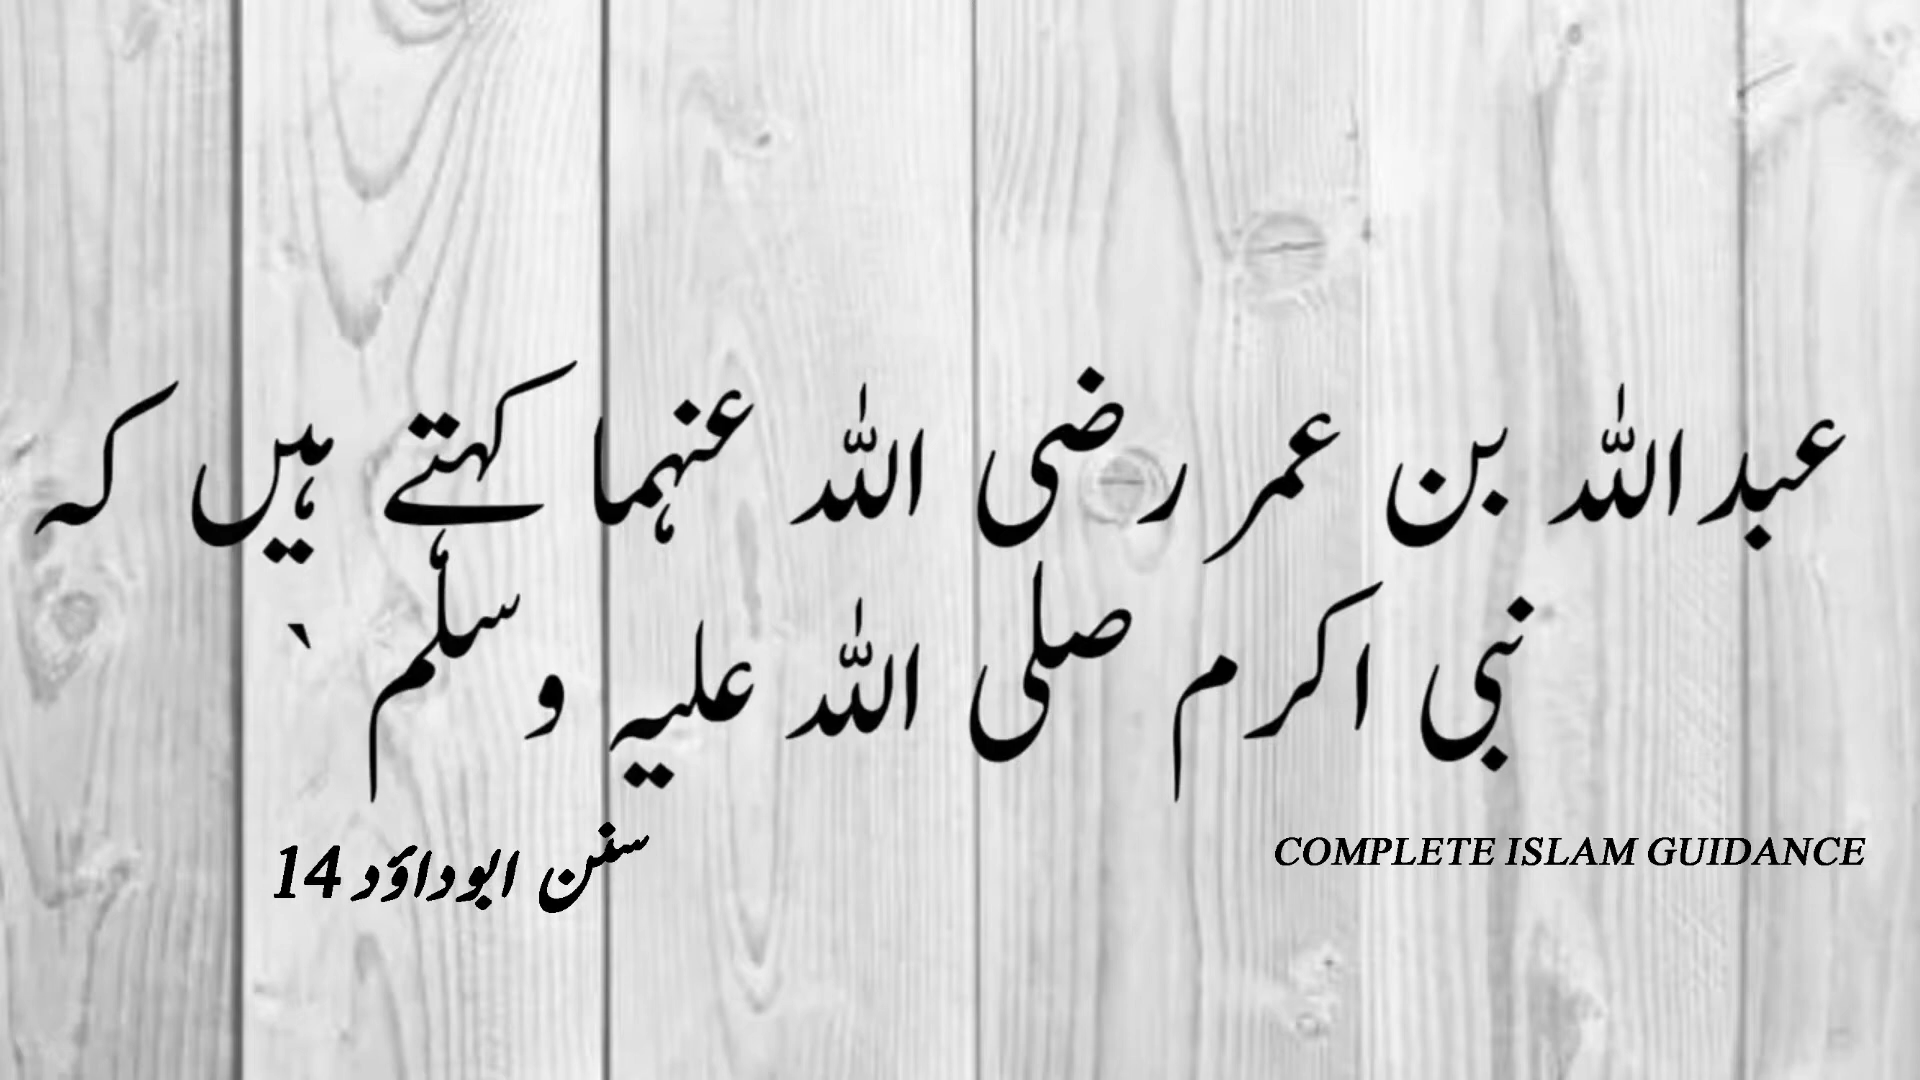 عبداللہ بن عمر رضی اللہ عنہما کہتے ہیں کہ
نبی اکرم صلی اللہ علیہ وسلم `
سنن ابوداؤد 14
COMPLETE ISLAM GUIDANCE